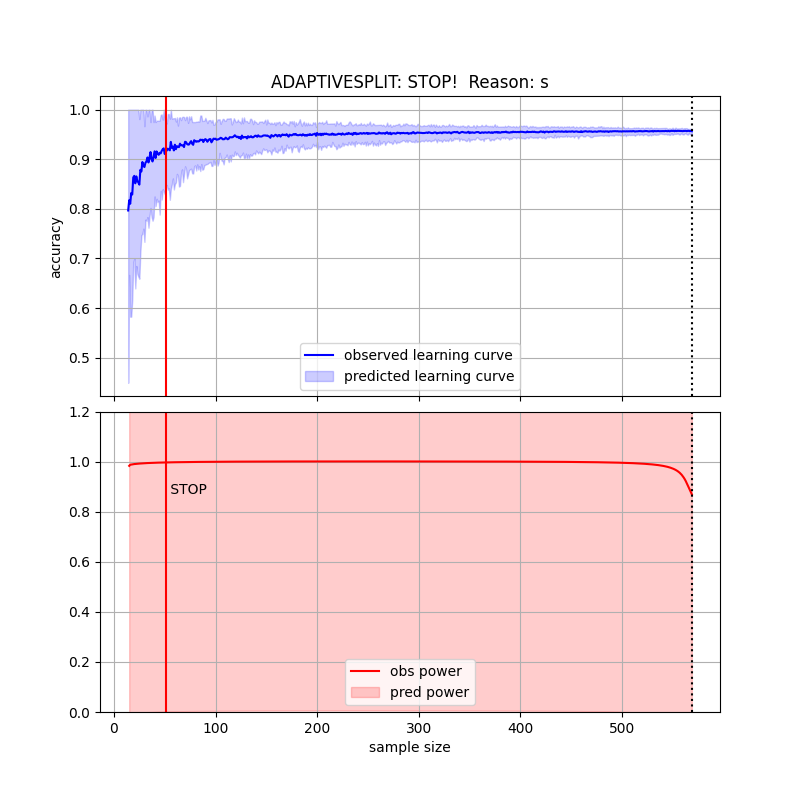 ADAPTIVESPLIT: STOP!  Reason: s
1.0
0.9
0.8
0.7
0.6
0.5
accuracy
observed learning curve
predicted learning curve
1.2
1.0
0.8
0.6
0.4
0.2
0.0
STOP
obs power
pred power
0 100 200 300 400 500
sample size